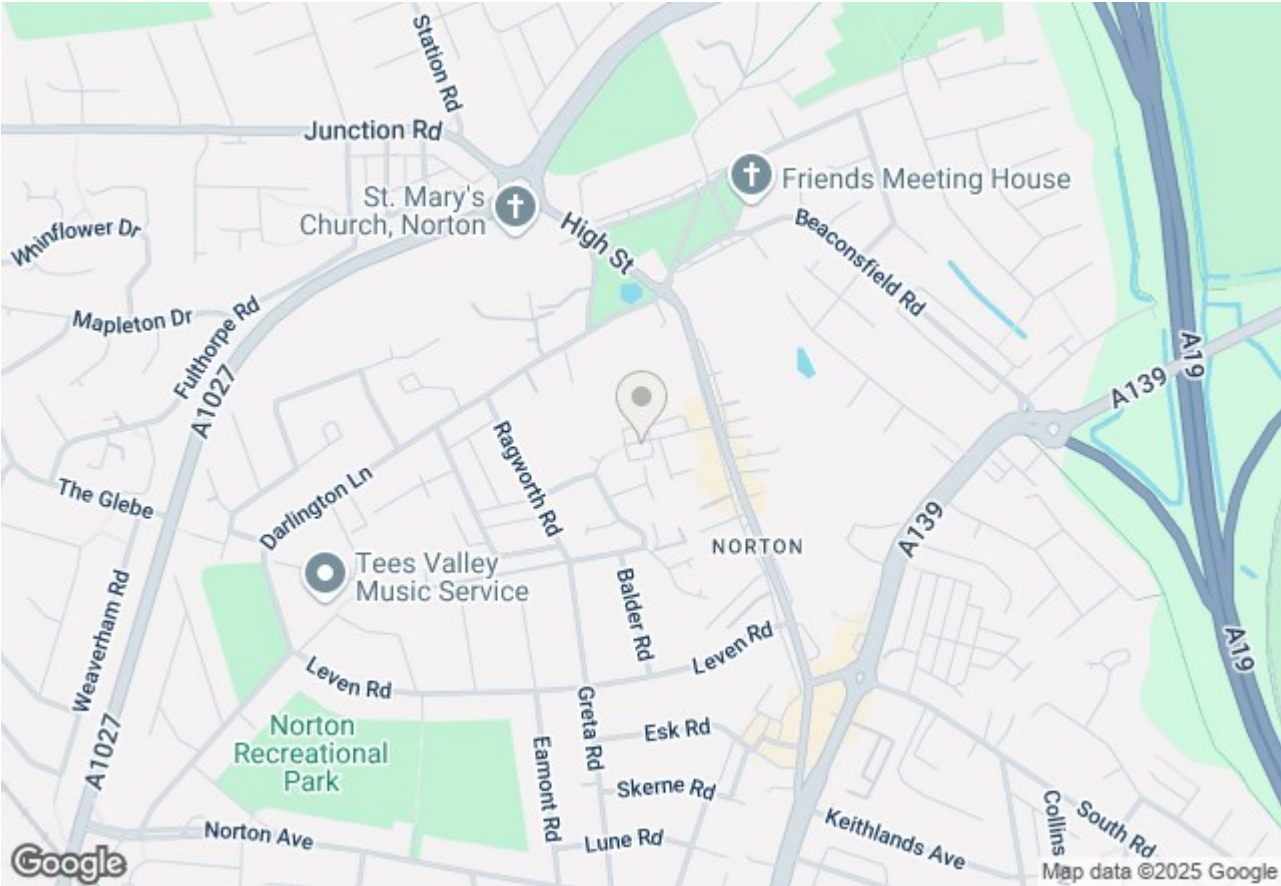 Station Rd
Junction Rd
St. Mary's
Church, Norton
High St
Friends Meeting House
Beaconsfield Rd
Whinflower Dr
Mapleton Dr
Fulthorpe Rd
A1027
A19
A139
Ragworth Rd
The Glebe
Darlington Ln
A139
NORTON
Tees Valley
Music Service
Balder Rd
Weaverham Rd
Leven Rd
Leven Rd
A19
Greta Rd
Esk Rd
Norton
Recreational
Park
Eamont Rd
Skerne Rd
A1027
Norton Ave
Lune Rd
Keithlands Ave
Collins
South Rd
Google
Map data ©2025 Google